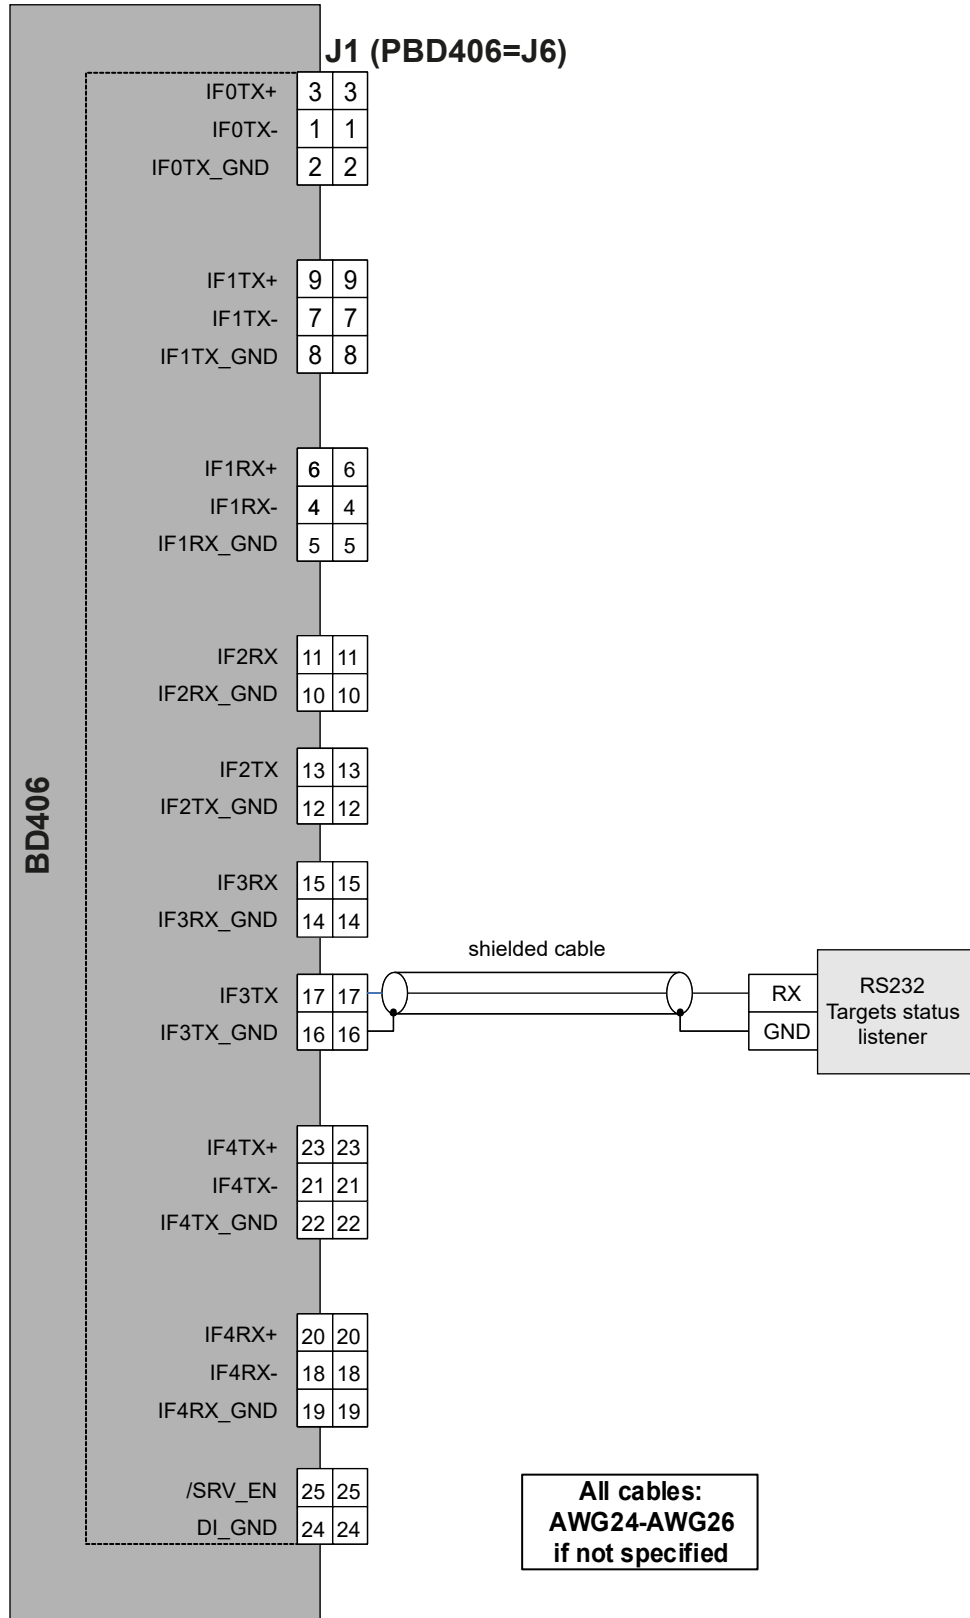 J1 (PBD406=J6)
IF0TX+ 3 3
IF0TX- 1 1
IF0TX_GND 2 2
IF1TX+ 9 9
IF1TX- 7 7
IF1TX_GND 8 8
IF1RX+ 6 6
IF1RX- 4 4
IF1RX_GND 5 5
IF2RX 11 11
IF2RX_GND 10 10
IF2TX 13 13
IF2TX_GND 12 12
BD406
IF3RX 15 15
IF3RX_GND 14 14
shielded cable
IF3TX 17 17
IF3TX_GND 16 16
RX
GND
RS232
Targets status
listener
IF4TX+ 23 23
IF4TX- 21 21
IF4TX_GND 22 22
IF4RX+ 20 20
IF4RX- 18 18
IF4RX_GND 19 19
/SRV_EN 25 25
DI_GND 24 24
All cables:
AWG24-AWG26
if not specified